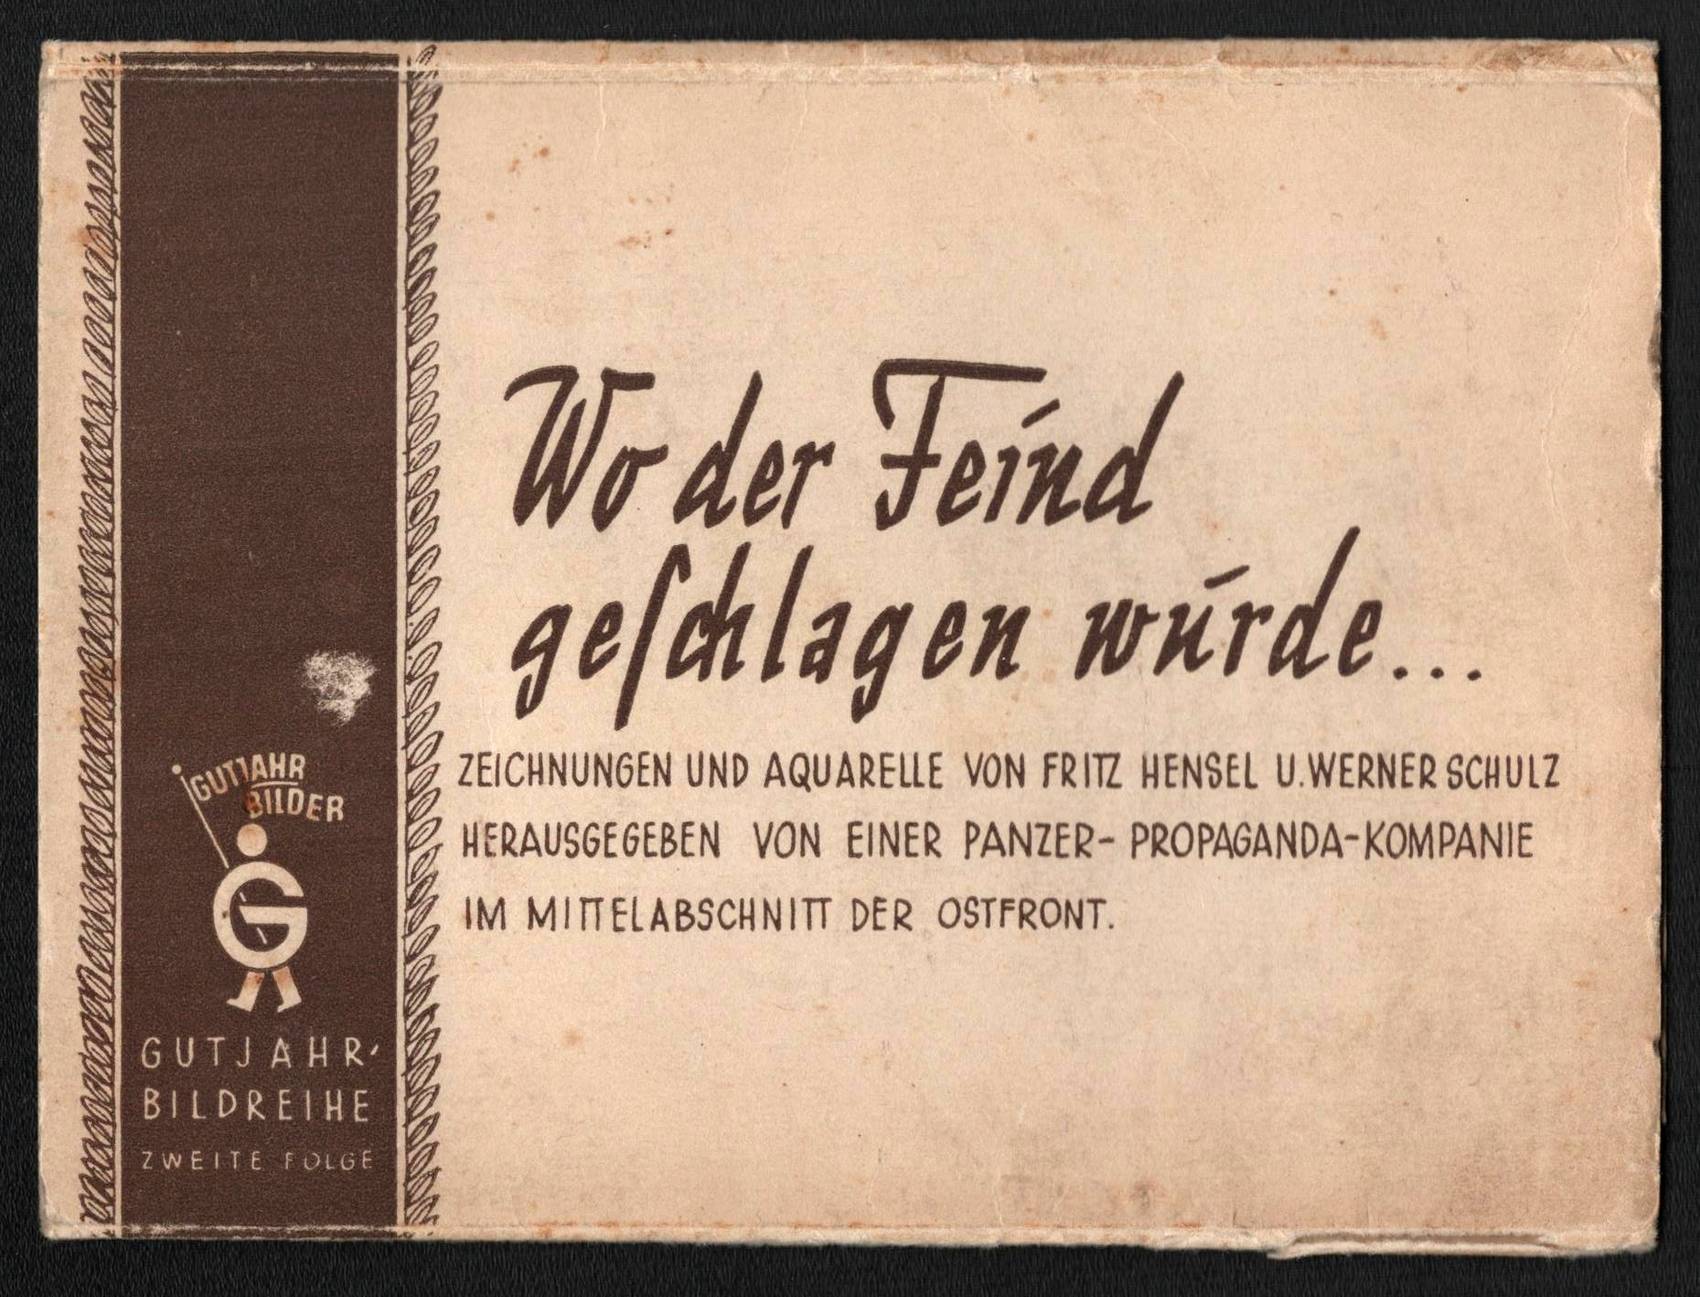 Wo der Feind
geſchlagen wurde...
ZEICHNUNGEN UND AQUARELLE VON FRITZ HENSEL U. WERNER SCHULZ
HERAUSGEGEBEN VON EINER PANZER-PROPAGANDA-KOMPANIE
IM MITTELABSCHNITT DER OSTFRONT.
GUTJAHR
BILDER
G
GUTJAHR-
BILDREIHE
ZWEITE FOLGE